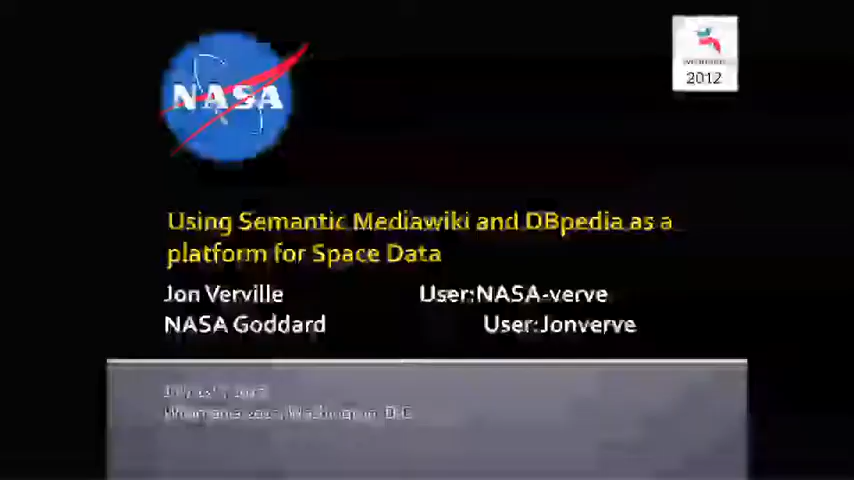 NASA
2012
Using Semantic Mediawiki and DBpedia as a
platform for Space Data
Jon Verville User:NASA-verve
NASA Goddard User:Jonverve
Washington, D.C.